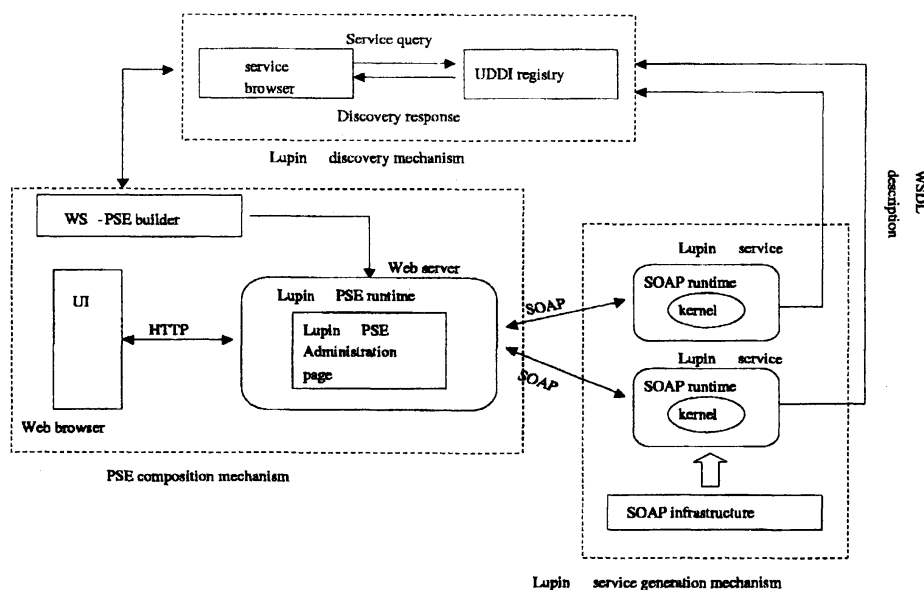 Service query
service
browser
UDDI registry
Discovery response
Lupin discovery mechanism
WSDL
description
WS -PSE builder
Web server
Lupin PSE runtime
UI
HTTP
Lupin PSE
Administration
page
Web browser
PSE composition mechanism
SOAP
SOAP
Lupin service
SOAP runtime
kernel
Lupin service
SOAP runtime
kernel
SOAP infrastructure
Lupin service generation mechanism